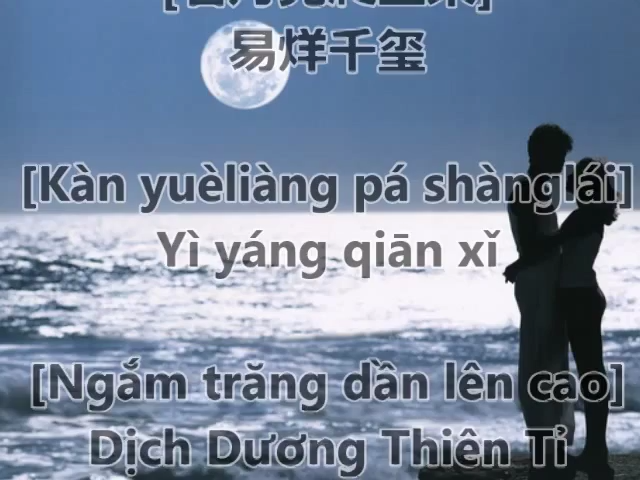 易烊千玺
[Kàn yuèliàng pá shànglái]
Yì yáng qiān xǐ
[Ngắm trăng dần lên cao]
Dịch Dương Thiên Tỉ